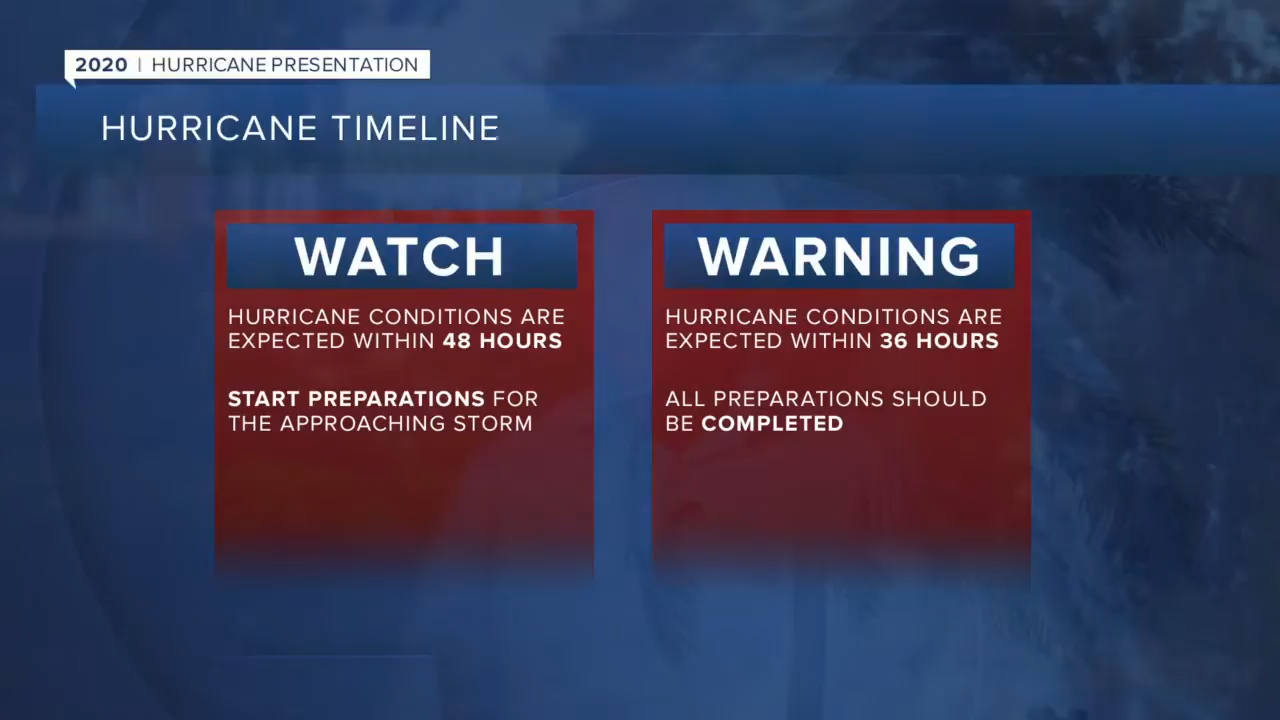 2020 | HURRICANE PRESENTATION
HURRICANE TIMELINE
WATCH
HURRICANE CONDITIONS ARE
EXPECTED WITHIN 48 HOURS
START PREPARATIONS FOR
THE APPROACHING STORM
WARNING
HURRICANE CONDITIONS ARE
EXPECTED WITHIN 36 HOURS
ALL PREPARATIONS SHOULD
BE COMPLETED